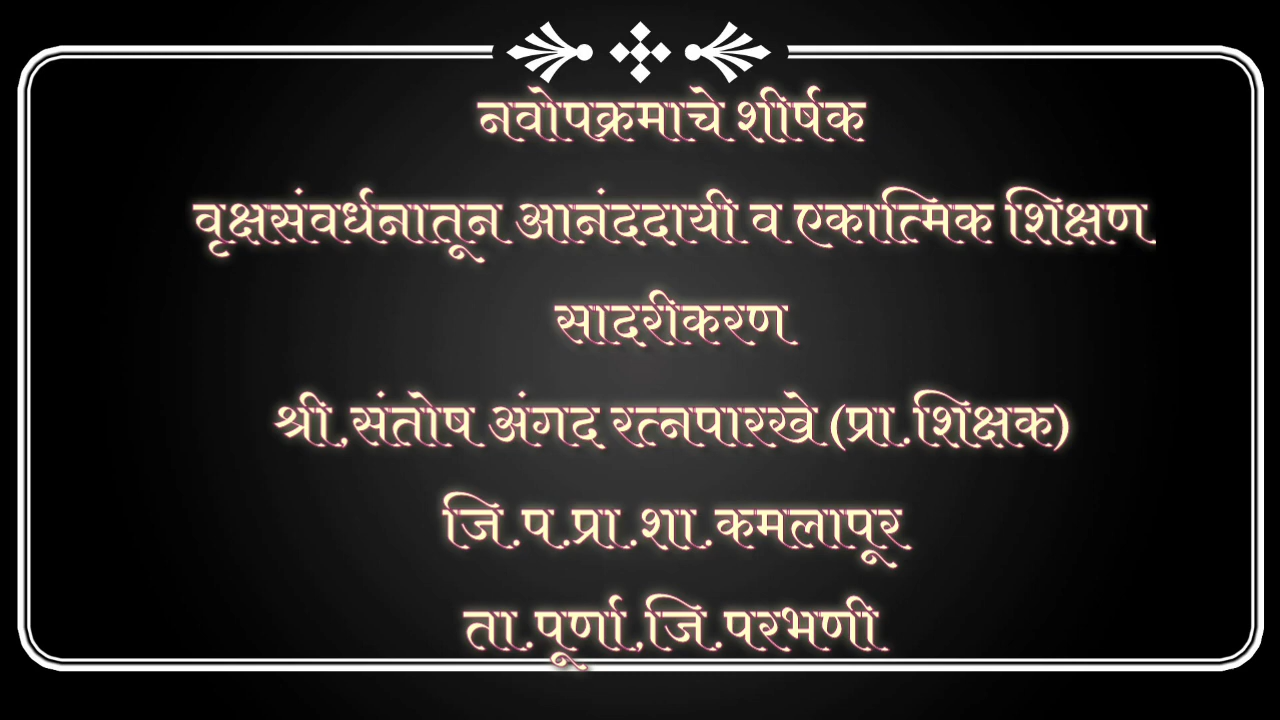 नवोपक्रमाचे शीर्षक
वृक्षसंवर्धनातून आनंददायी व एकात्मिक शिक्षण
सादरीकरण
श्री,संतोष अंगद रत्नपारखे (प्रा.शिक्षक)
जि.प.प्रा.शा.कमलापूर
ता.पूर्णा,जि.परभणी